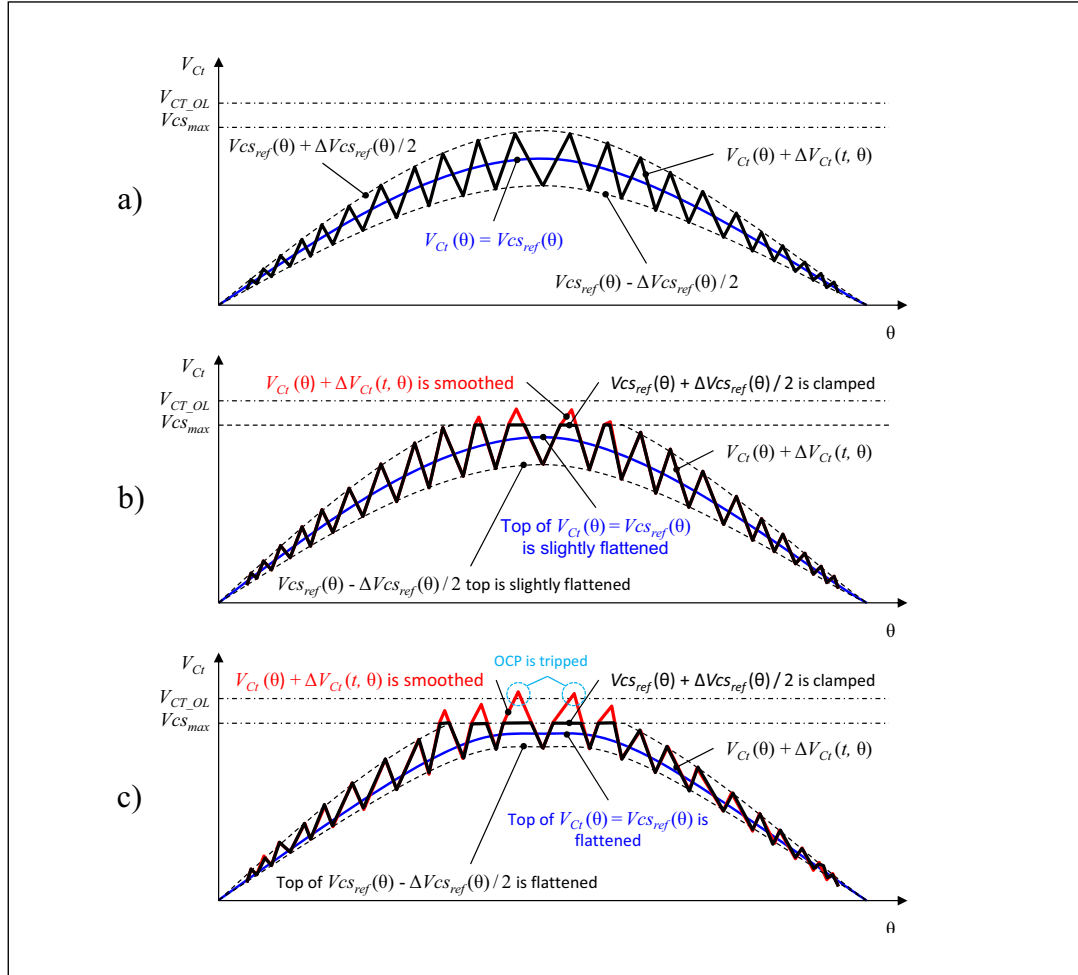 V_Ct
V_CT_OL
Vcs_max
Vcs_ref(θ) + ΔVcs_ref(θ)/2
V_Ct(θ) + ΔV_Ct(t, θ)
a)
V_Ct(θ) = Vcs_ref(θ)
Vcs_ref(θ) - ΔVcs_ref(θ)/2
θ
V_Ct
V_Ct(θ) + ΔV_Ct(t, θ) is smoothed
Vcs_ref(θ) + ΔVcs_ref(θ)/2 is clamped
V_CT_OL
Vcs_max
V_Ct(θ) + ΔV_Ct(t, θ)
b)
Top of V_Ct(θ) = Vcs_ref(θ)
is slightly flattened
Vcs_ref(θ) - ΔVcs_ref(θ)/2 top is slightly flattened
θ
V_Ct
OCP is tripped
V_Ct(θ) + ΔV_Ct(t, θ) is smoothed
Vcs_ref(θ) + ΔVcs_ref(θ)/2 is clamped
V_CT_OL
Vcs_max
V_Ct(θ) + ΔV_Ct(t, θ)
c)
Top of V_Ct(θ) = Vcs_ref(θ) is
flattened
Top of Vcs_ref(θ) - ΔVcs_ref(θ)/2 is flattened
θ